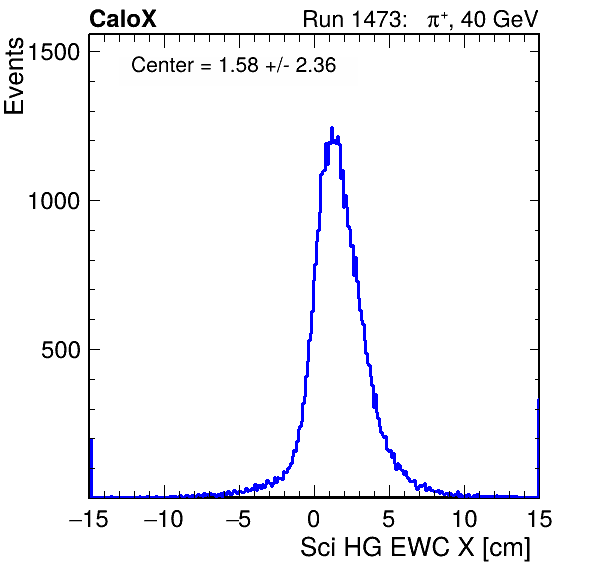 CaloX Run 1473: π⁺, 40 GeV
Center = 1.58 +/- 2.36
Events
1500
1000
500
−15 −10 −5 0 5 10 15
Sci HG EWC X [cm]